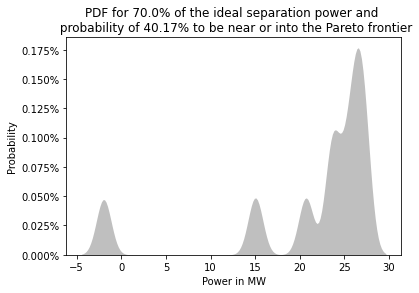 PDF for 70.0% of the ideal separation power and
probability of 40.17% to be near or into the Pareto frontier
0.175%
0.150%
0.125%
0.100%
0.075%
0.050%
0.025%
0.000%
Probability
−5 0 5 10 15 20 25 30
Power in MW